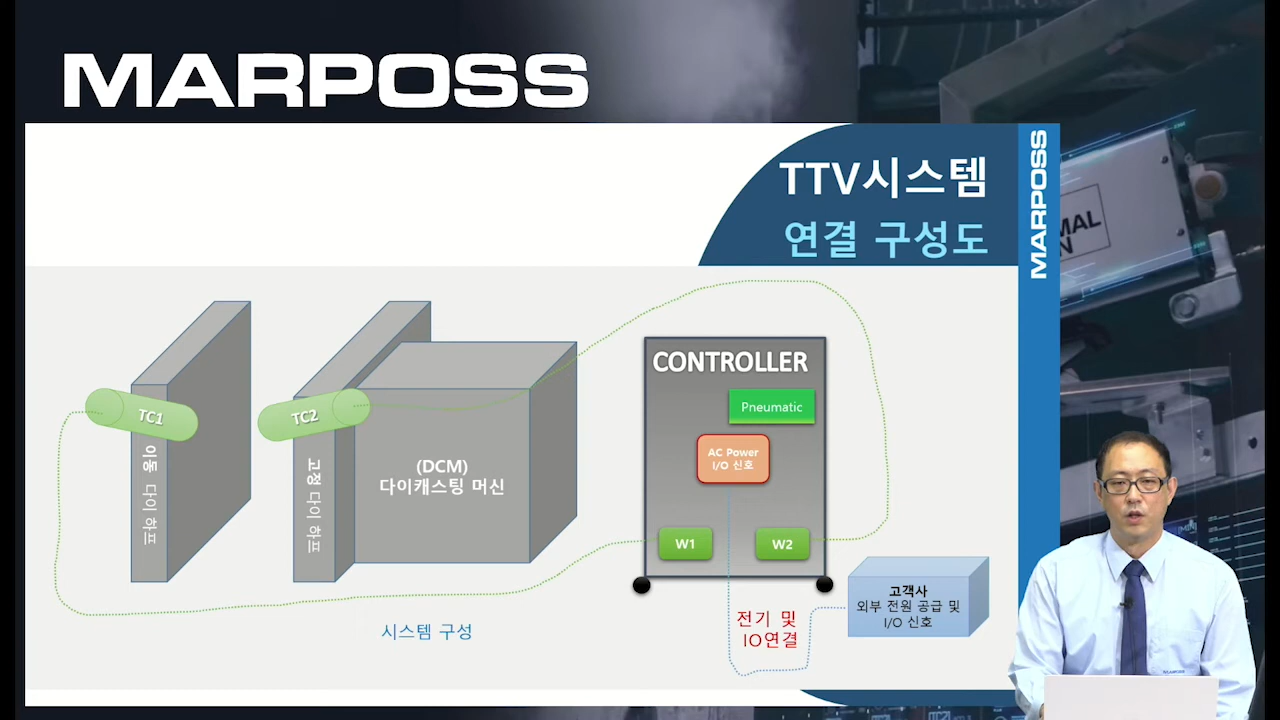 MARPOSS
TTV시스템
연결 구성도
MARPOSS
CONTROLLER
Pneumatic
TC1
TC2
AC Power
I/O 신호
이동 다이 하프
고정 다이 하프
(DCM)
다이캐스팅 머신
W1
W2
고객사
외부 전원 공급 및
I/O 신호
전기 및
IO연결
시스템 구성
MARPOSS